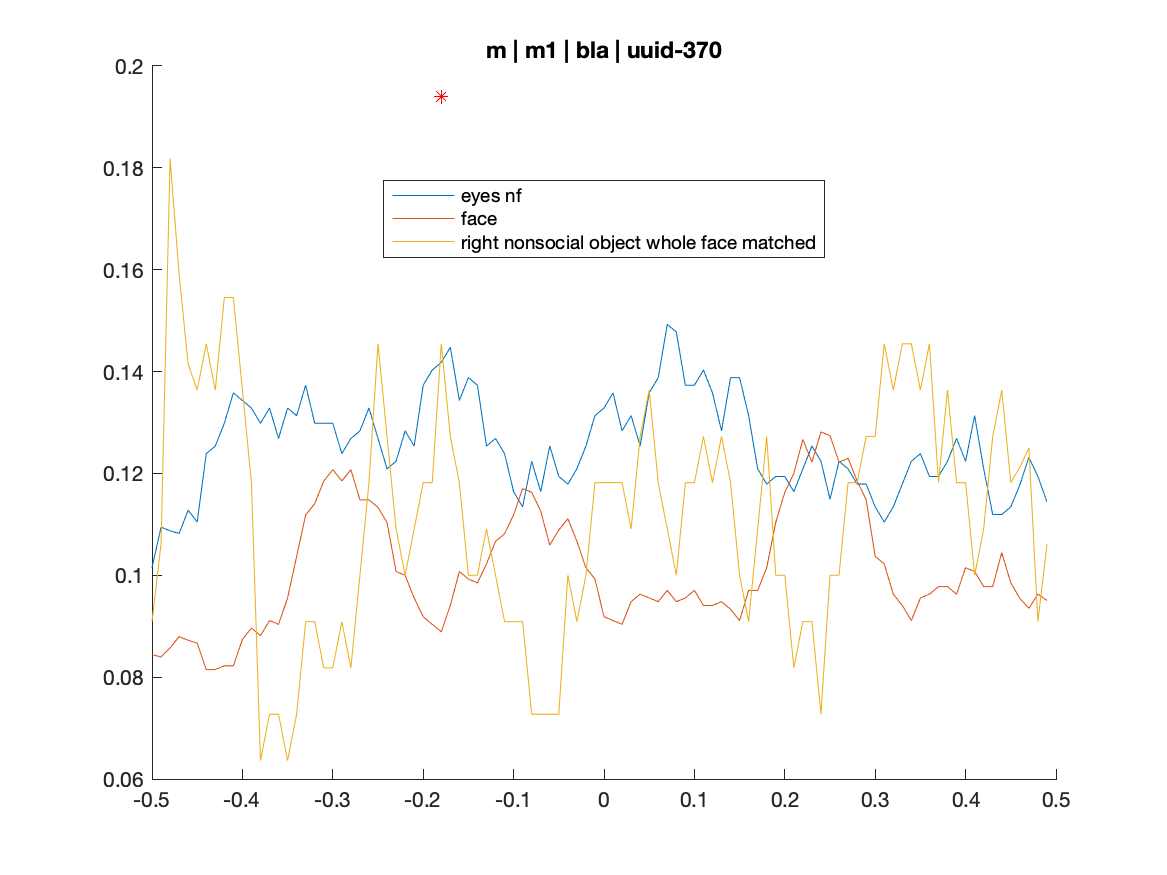 m | m1 | bla | uuid-370
0.2
0.18
0.16
0.14
0.12
0.1
0.08
0.06
eyes nf
face
right nonsocial object whole face matched
-0.5 -0.4 -0.3 -0.2 -0.1 0 0.1 0.2 0.3 0.4 0.5